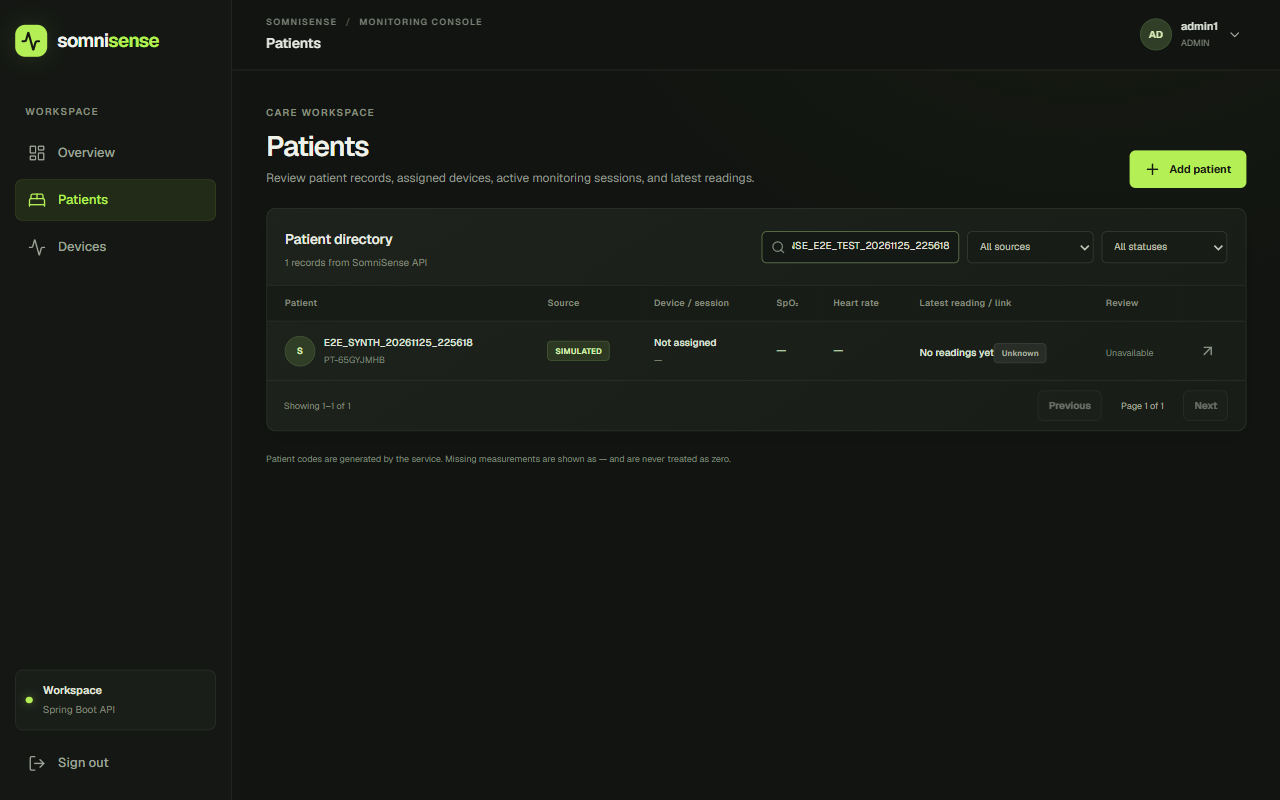 somnisense
WORKSPACE
Overview
Patients
Devices
Workspace
Spring Boot API
Sign out
SOMNISENSE / MONITORING CONSOLE
Patients
AD
admin1
ADMIN
CARE WORKSPACE
Patients
Review patient records, assigned devices, active monitoring sessions, and latest readings.
Add patient
Patient directory
1 records from SomniSense API
SE_E2E_TEST_20261125_225618
All sources
All statuses
Patient Source Device / session SpO₂ Heart rate Latest reading / link Review
S
E2E_SYNTH_20261125_225618
PT-65GYJMHB
SIMULATED
Not assigned
—
—
—
No readings yet Unknown
Unavailable
Showing 1–1 of 1
Previous
Page 1 of 1
Next
Patient codes are generated by the service. Missing measurements are shown as — and are never treated as zero.